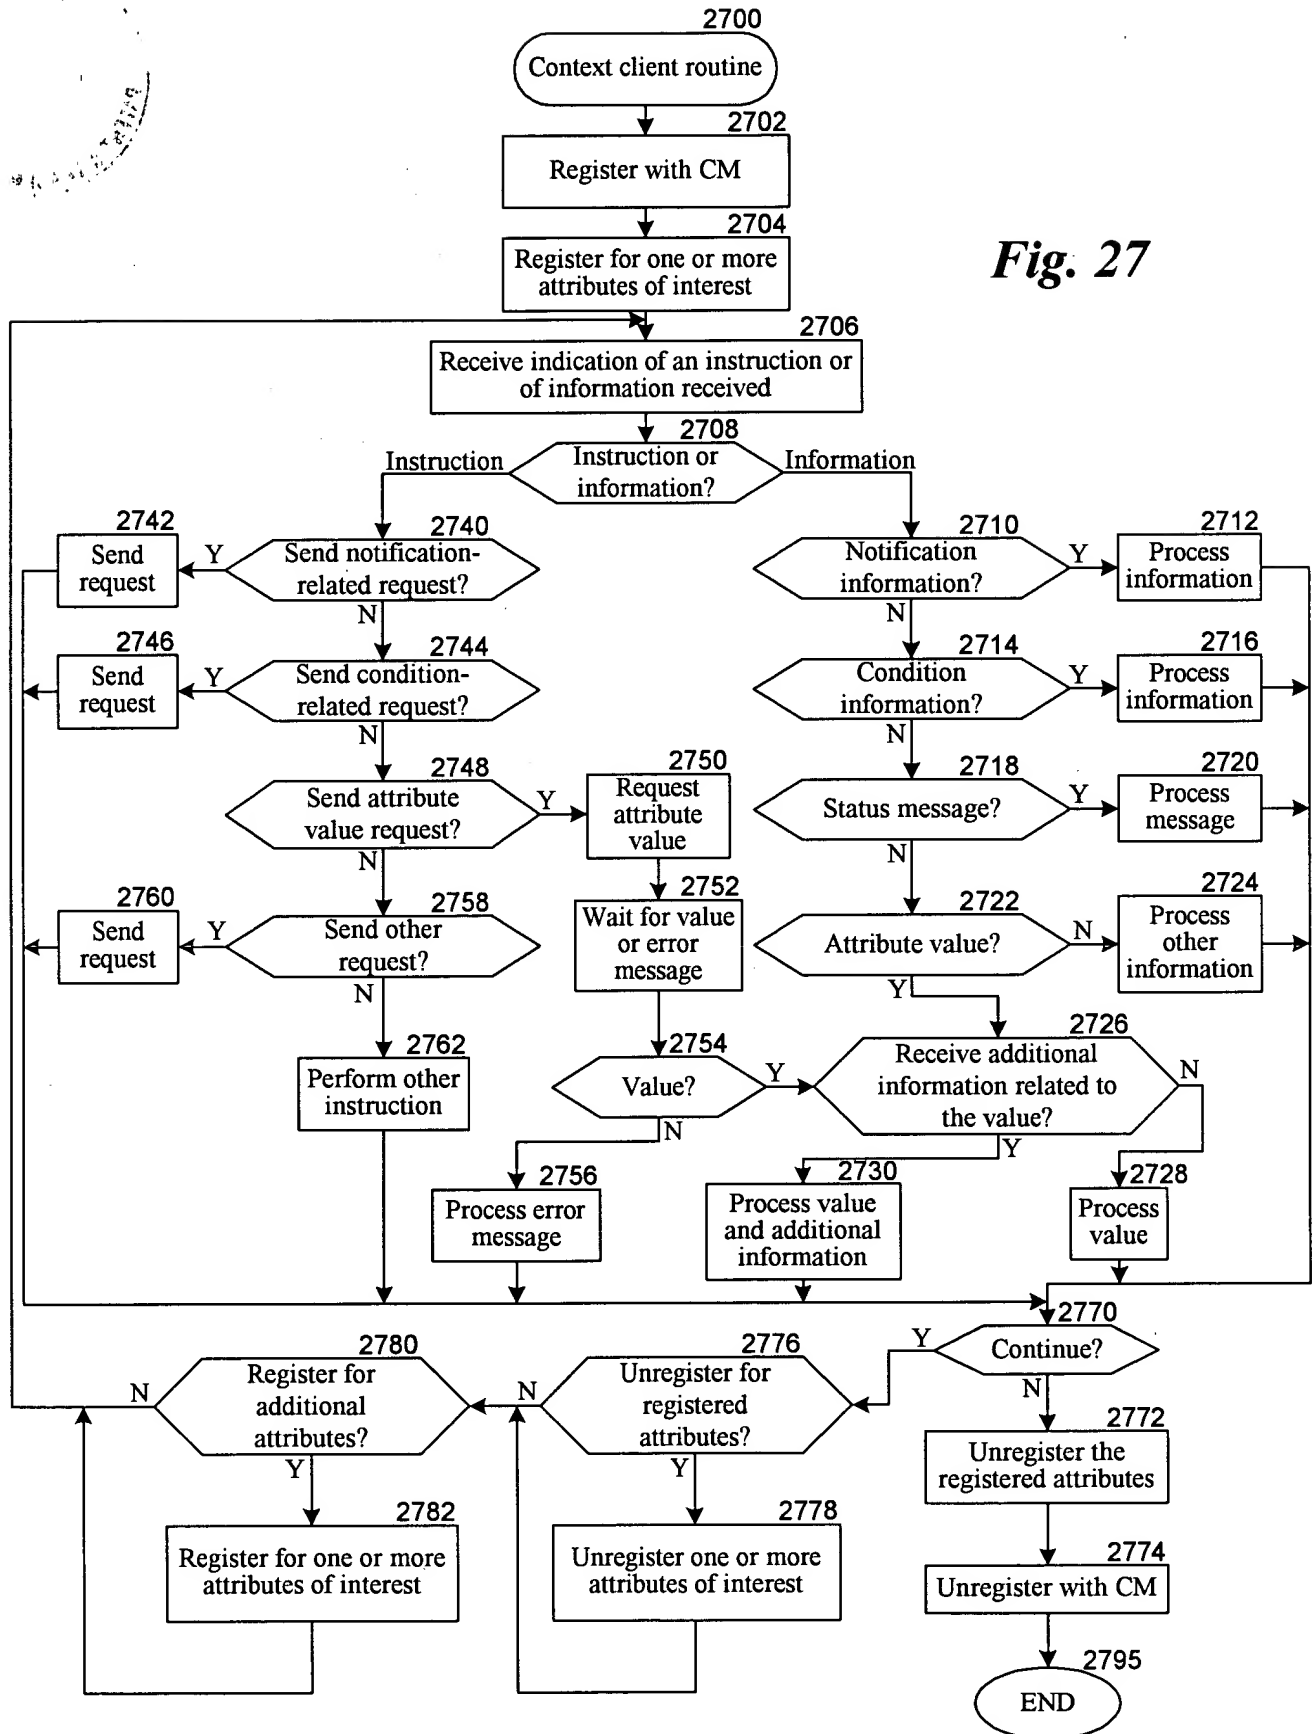 2700
Context client routine
2702
Register with CM
2704
Register for one or more
attributes of interest
Fig. 27
2706
Receive indication of an instruction or
of information received
2708
Instruction or
information?
Instruction
Information
2740
Send notification-
related request?
Y
2742
Send
request
N
2744
Send condition-
related request?
Y
2746
Send
request
N
2748
Send attribute
value request?
Y
2750
Request
attribute
value
2752
Wait for value
or error
message
N
2758
Send other
request?
Y
2760
Send
request
N
2762
Perform other
instruction
2754
Value?
Y
N
2756
Process error
message
2710
Notification
information?
Y
2712
Process
information
N
2714
Condition
information?
Y
2716
Process
information
N
2718
Status message?
Y
2720
Process
message
N
2722
Attribute value?
N
2724
Process
other
information
Y
2726
Receive additional
information related to
the value?
N
Y
2730
Process value
and additional
information
2728
Process
value
2770
Continue?
Y
N
2772
Unregister the
registered attributes
2774
Unregister with CM
2795
END
2776
Unregister for
registered
attributes?
N
Y
2778
Unregister one or more
attributes of interest
2780
Register for
additional
attributes?
N
Y
2782
Register for one or more
attributes of interest